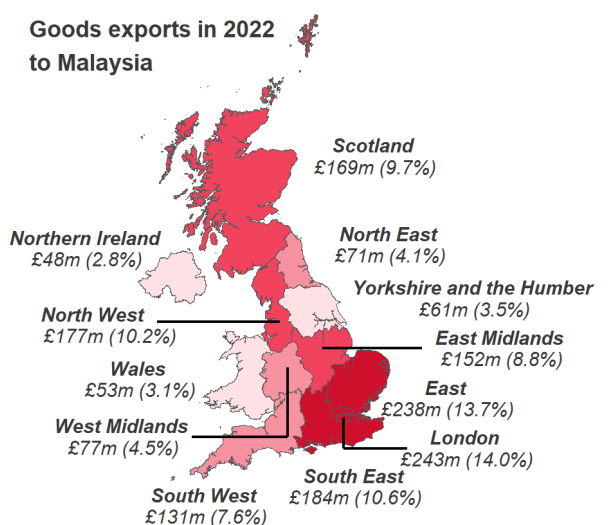 Goods exports in 2022
to Malaysia
Scotland
£169m (9.7%)
Northern Ireland
£48m (2.8%)
North East
£71m (4.1%)
Yorkshire and the Humber
£61m (3.5%)
North West
£177m (10.2%)
East Midlands
£152m (8.8%)
Wales
£53m (3.1%)
East
£238m (13.7%)
West Midlands
£77m (4.5%)
London
£243m (14.0%)
South East
£184m (10.6%)
South West
£131m (7.6%)